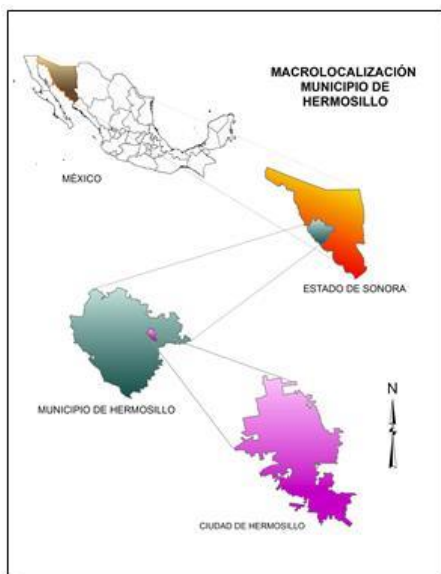 MACROLOCALIZACIÓN
MUNICIPIO DE
HERMOSILLO
MÉXICO
ESTADO DE SONORA
MUNICIPIO DE HERMOSILLO
N
CIUDAD DE HERMOSILLO